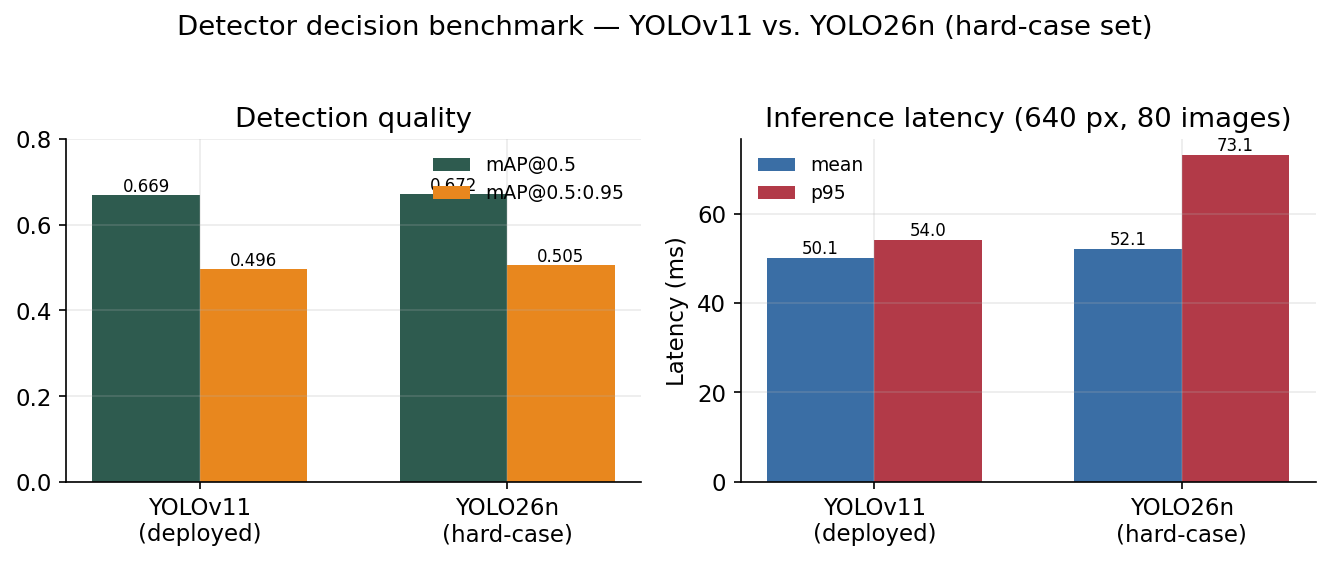 Detector decision benchmark — YOLOv11 vs. YOLO26n (hard-case set)
Detection quality
0.8
0.6
0.4
0.2
0.0
mAP@0.5
mAP@0.5:0.95
0.669
0.496
0.672
0.505
YOLOv11
(deployed)
YOLO26n
(hard-case)
Inference latency (640 px, 80 images)
Latency (ms)
60
40
20
0
mean
p95
50.1
54.0
52.1
73.1
YOLOv11
(deployed)
YOLO26n
(hard-case)